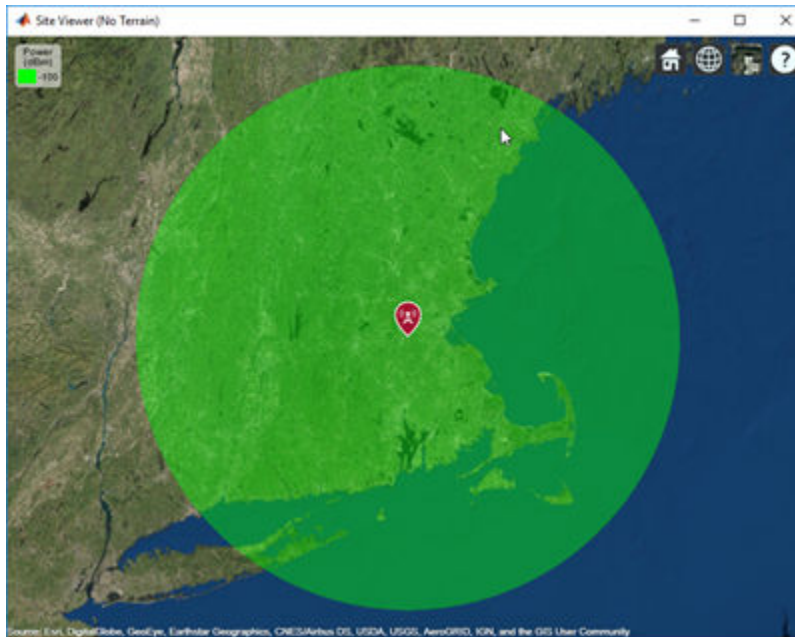 Site Viewer (No Terrain)
Power
(dBm)
-100
?
Source: Esri, DigitalGlobe, GeoEye, Earthstar Geographics, CNES/Airbus DS, USDA, USGS, AeroGRID, IGN, and the GIS User Community